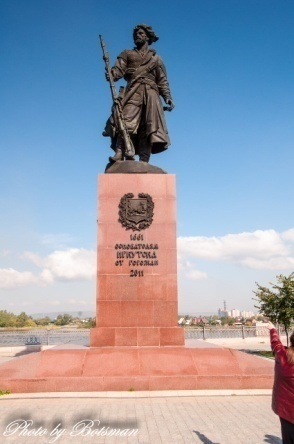 1661
ОСНОВАТЕЛЯМ
ИРКУТСКА
ОТ ГОРОЖАН
2011
Photo by Botsman